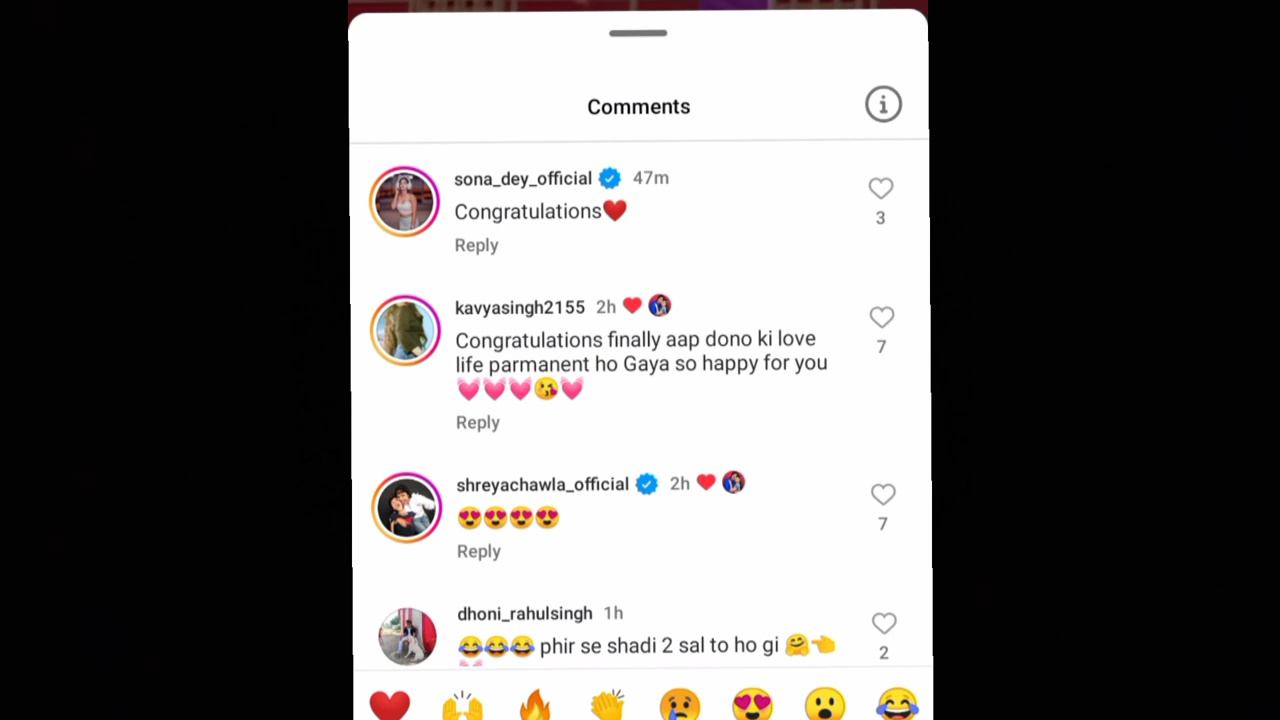 Comments
sona_dey_official 47m
Congratulations❤️
3
Reply
kavyasingh2155 2h
Congratulations finally aap dono ki love
life parmanent ho Gaya so happy for you
💓💓💓😘💓
7
Reply
shreyachawla_official 2h
😍😍😍😍
7
Reply
dhoni_rahulsingh 1h
😂😂😂 phir se shadi 2 sal to ho gi 🤗👈
2